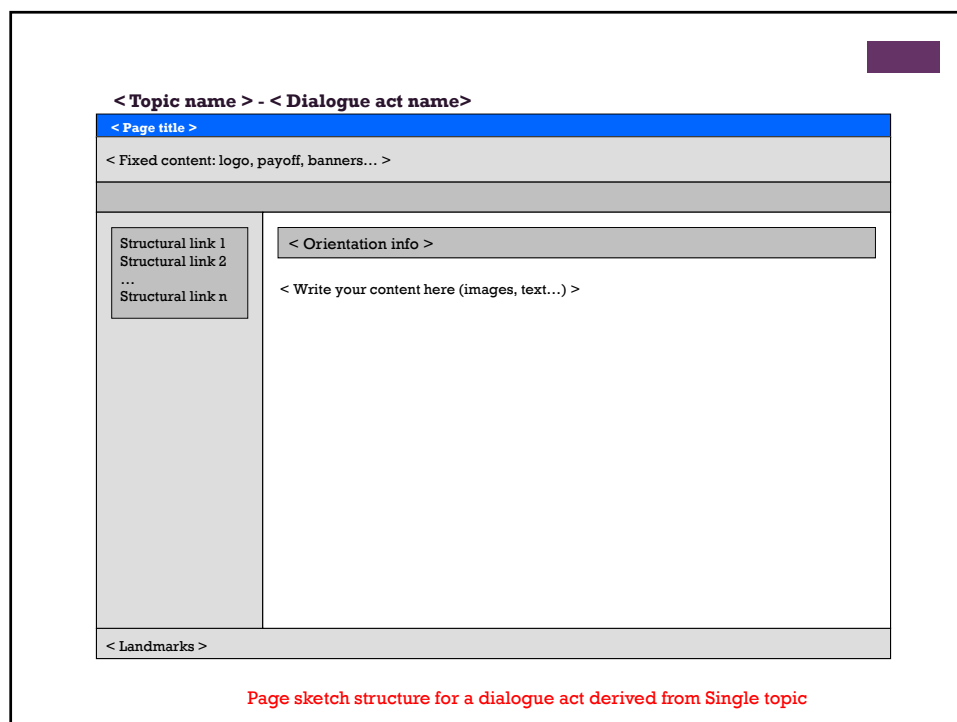 < Topic name > - < Dialogue act name>
< Page title >
< Fixed content: logo, payoff, banners… >
Structural link 1
Structural link 2
…
Structural link n
< Orientation info >
< Write your content here (images, text…) >
< Landmarks >
Page sketch structure for a dialogue act derived from Single topic